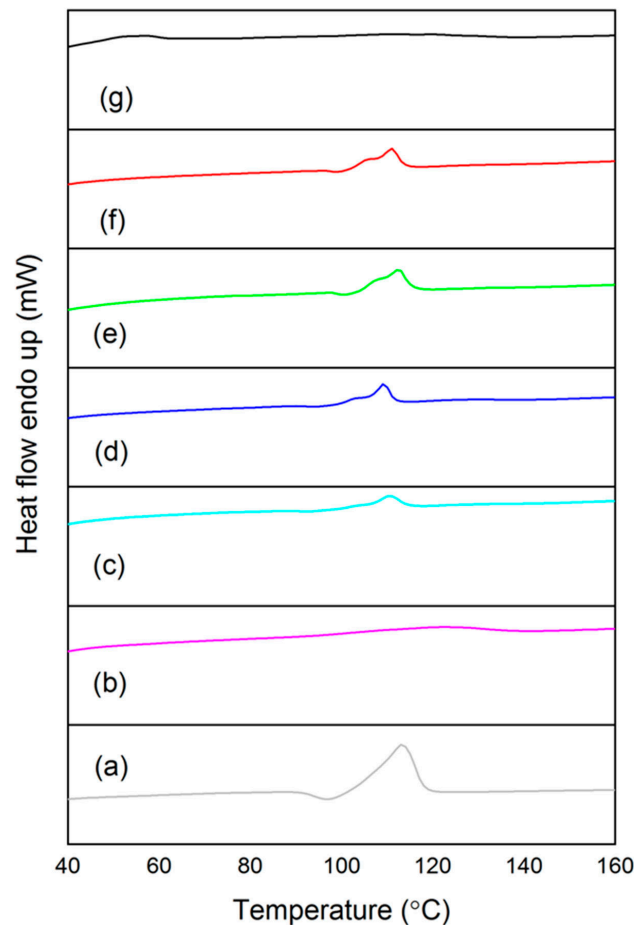 (g)
(f)
(e)
(d)
(c)
(b)
(a)
Heat flow endo up (mW)
40 60 80 100 120 140 160
Temperature (°C)